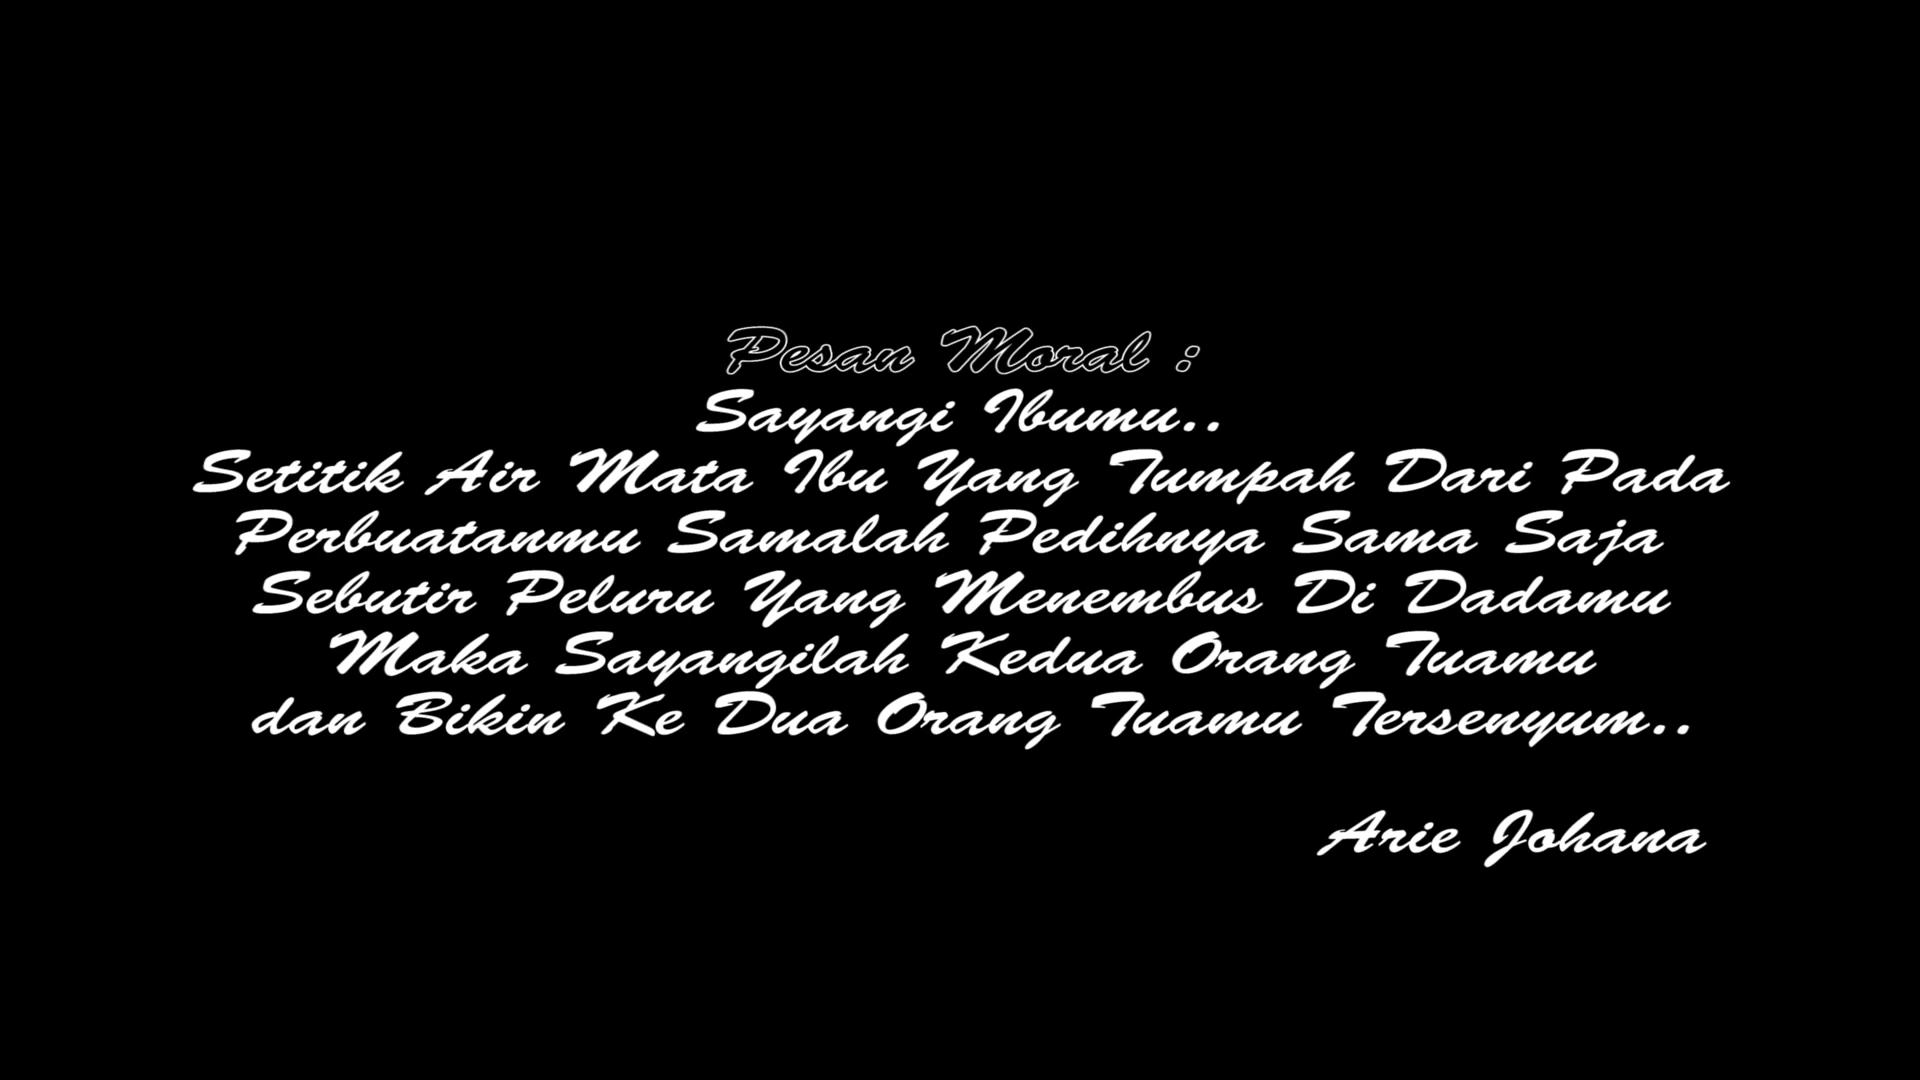 Pesan Moral :
Sayangi Ibumu..
Setitik Air Mata Ibu Yang Tumpah Dari Pada
Perbuatanmu Samalah Pedihnya Sama Saja
Sebutir Peluru Yang Menembus Di Dadamu
Maka Sayangilah Kedua Orang Tuamu
dan Bikin Ke Dua Orang Tuamu Tersenyum..
Arie Johana